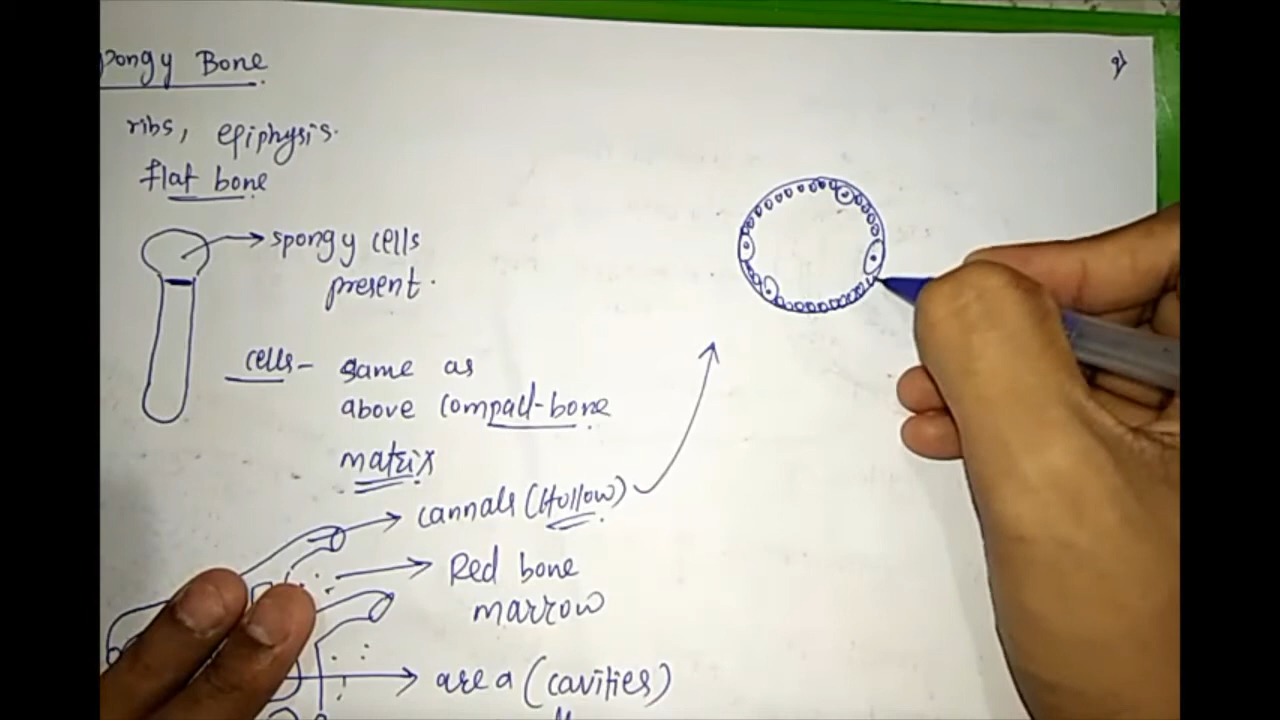 pongy Bone
ribs, epiphysis.
flat bone
spongy cells
present.
cells - same as
above compact-bone
matrix
cannals (Hollow)
Red bone
marrow
area (cavities)